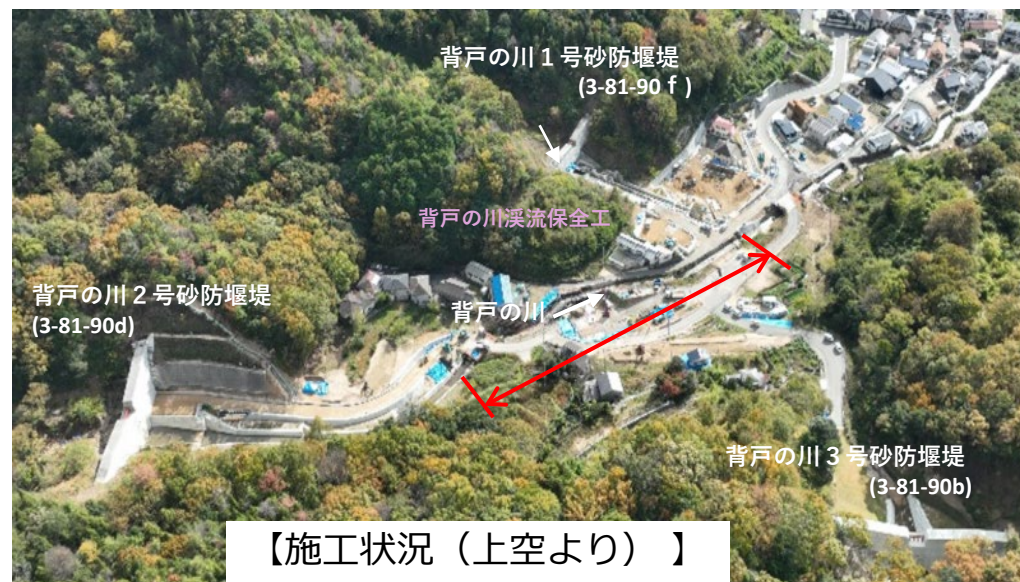 背戸の川１号砂防堰堤
(3-81-90ｆ)
背戸の川渓流保全工
背戸の川２号砂防堰堤
(3-81-90d)
背戸の川
背戸の川３号砂防堰堤
(3-81-90b)
【施工状況（上空より） 】